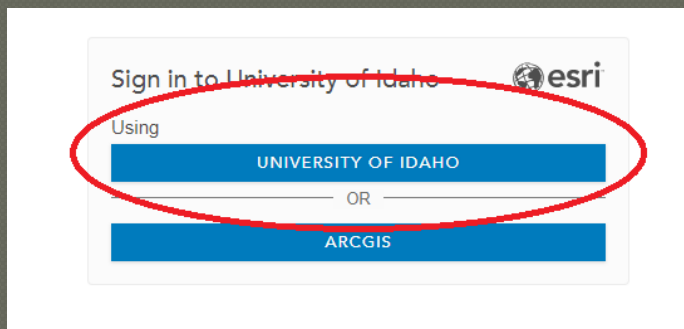 Sign in to University of Idaho
esri
Using
UNIVERSITY OF IDAHO
OR
ARCGIS